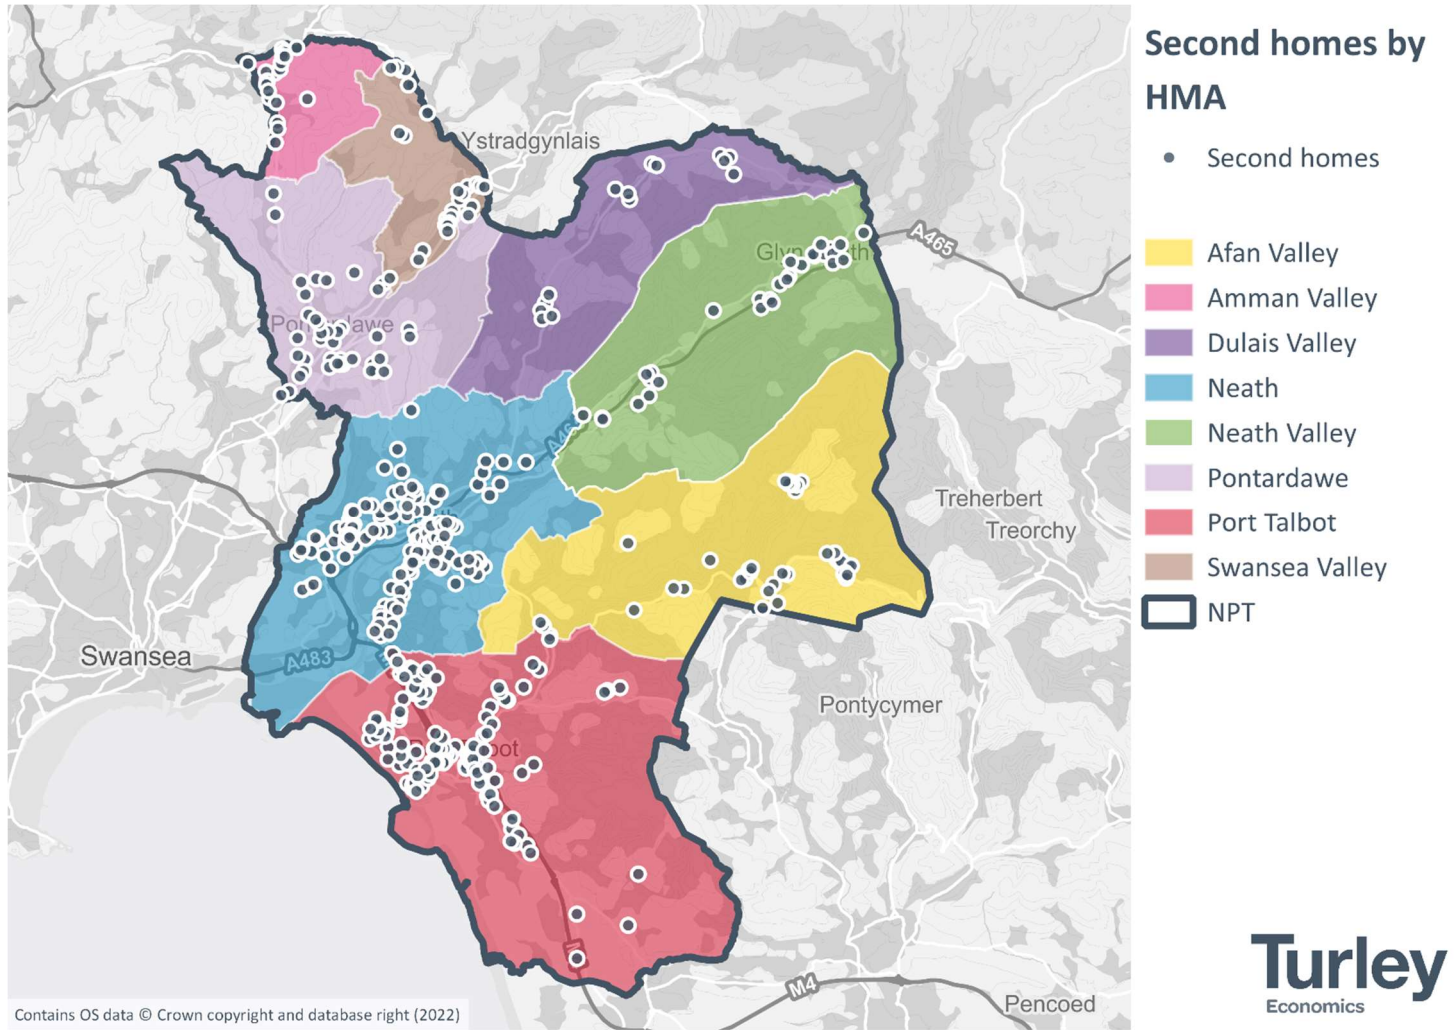 Second homes by
HMA
Second homes
Afan Valley
Amman Valley
Dulais Valley
Neath
Neath Valley
Pontardawe
Port Talbot
Swansea Valley
NPT
Ystradgynlais
A465
Treherbert
Treorchy
Swansea
A483
Pontycymer
M4
Pencoed
Contains OS data © Crown copyright and database right (2022)
Turley
Economics